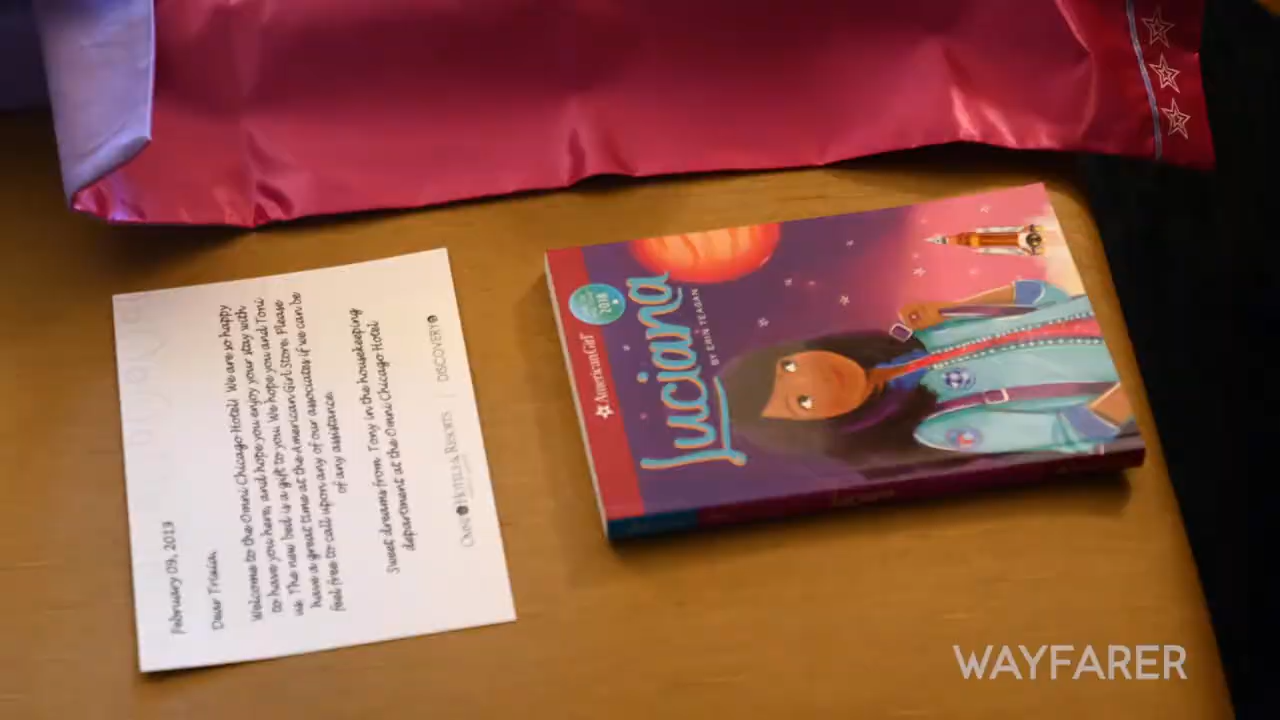 February 09, 2013
Dear Tricia,
Welcome to the Omni Chicago Hotel! We are so happy
to have you here, and hope you enjoy your stay with
us. The new bed is a gift to you. We hope you and Toni
have a great time at the American Girl Store. Please
feel free to call upon any of our associates if we can be
of any assistance.
Sweet dreams from Tony in the housekeeping
department at the Omni Chicago Hotel
OMNI HOTELS & RESORTS | DISCOVERY
AmericanGirl
2018
Luciana
BY ERIN TEAGAN
WAYFARER